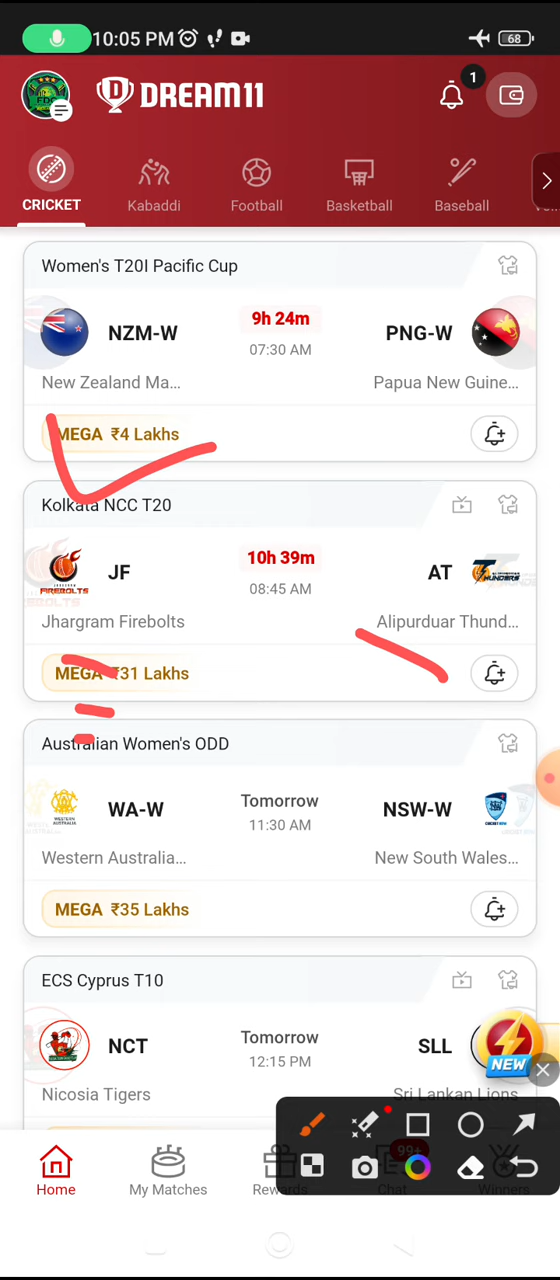 10:05 PM 68
DREAM11
1
CRICKET Kabaddi Football Basketball Baseball
Women's T20I Pacific Cup
NZM-W 9h 24m PNG-W
07:30 AM
New Zealand Ma... Papua New Guine...
MEGA ₹4 Lakhs
Kolkata NCC T20
JF 10h 39m AT
08:45 AM
Jhargram Firebolts Alipurduar Thund...
MEGA ₹31 Lakhs
Australian Women's ODD
WA-W Tomorrow NSW-W
11:30 AM
Western Australia... New South Wales...
MEGA ₹35 Lakhs
ECS Cyprus T10
NCT Tomorrow SLL
12:15 PM
NEW
Nicosia Tigers Sri Lankan Lions
99+
Home My Matches Rewards Chat Winners